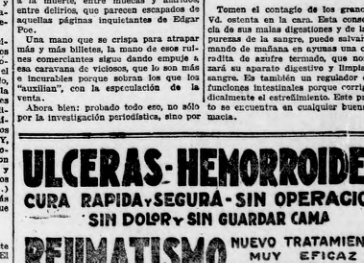 a la muerte, entre muecas y alaridos
entre delirios, que parecen escapados de
aquellas páginas inquietantes de Edgar
Poe.
Una mano que se crispa para atrapar
más y más billetes, la mano de esos ruines
comerciantes sigue dando empuje a
esa caravana de viciosos, que lo son más
e incurables porque sobran los que los
"auxilian", con la especulación de la
venta.
Ahora bien: probado todo eso, no sólo
por la investigación periodística, sino por
Tomen el contagio de los gran
Vd. ostenta en la cara. Esta con
cia de sus malas digestiones y de la
pureza de la sangre, puede salvar
mando de mañana en ayunas una c
radita de azufre termado, que no
zará su aparato digestivo y limpia
sangre. Es también un regulador
funciones intestinales porque corrig
dicalmente el estreñimiento. Este p
to se encuentra en cualquier buen
macia.
ULCERAS-HEMORROIDE
CURA RAPIDA Y SEGURA-SIN OPERACIO
SIN DOLOR Y SIN GUARDAR CAMA
REUMATISMO NUEVO TRATAMIEN
MUY EFICAZ